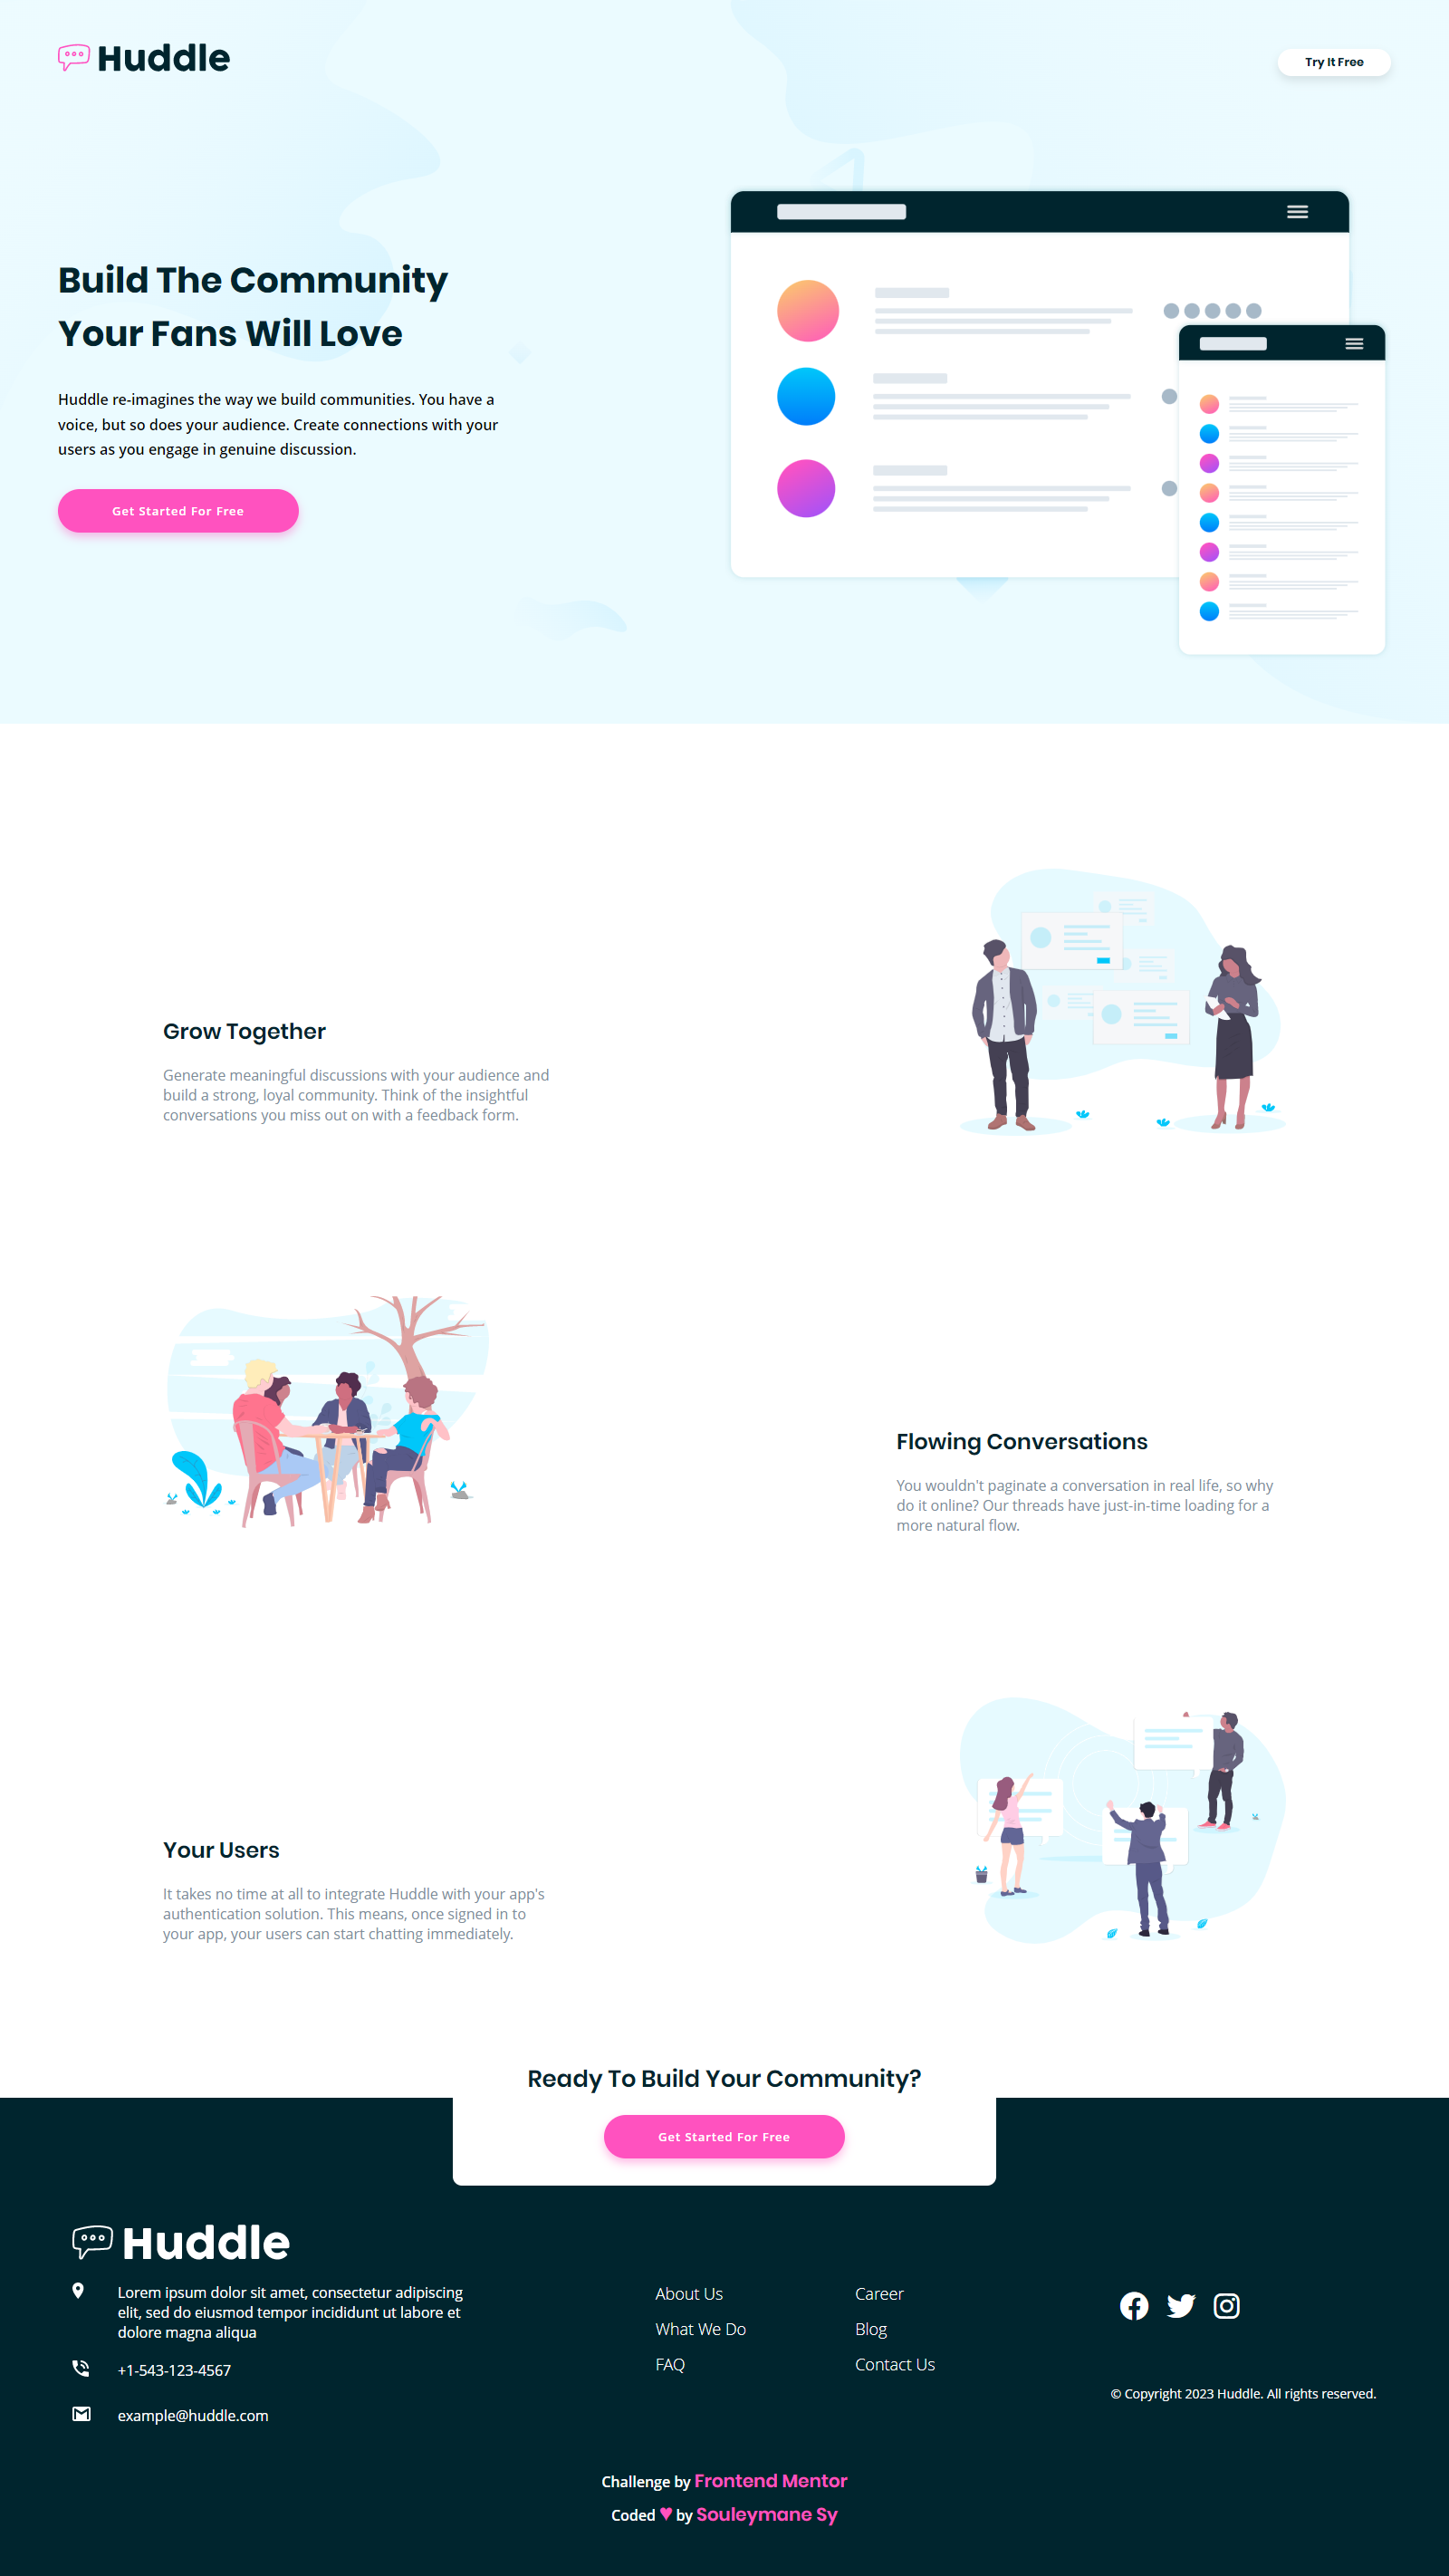 Huddle
Try It Free
Build The Community
Your Fans Will Love
Huddle re-imagines the way we build communities. You have a
voice, but so does your audience. Create connections with your
users as you engage in genuine discussion.
Get Started For Free
Grow Together
Generate meaningful discussions with your audience and
build a strong, loyal community. Think of the insightful
conversations you miss out on with a feedback form.
Flowing Conversations
You wouldn't paginate a conversation in real life, so why
do it online? Our threads have just-in-time loading for a
more natural flow.
Your Users
It takes no time at all to integrate Huddle with your app's
authentication solution. This means, once signed in to
your app, your users can start chatting immediately.
Ready To Build Your Community?
Get Started For Free
Huddle
Lorem ipsum dolor sit amet, consectetur adipiscing
elit, sed do eiusmod tempor incididunt ut labore et
dolore magna aliqua
+1-543-123-4567
example@huddle.com
About Us
What We Do
FAQ
Career
Blog
Contact Us
© Copyright 2023 Huddle. All rights reserved.
Challenge by Frontend Mentor
Coded ♥ by Souleymane Sy